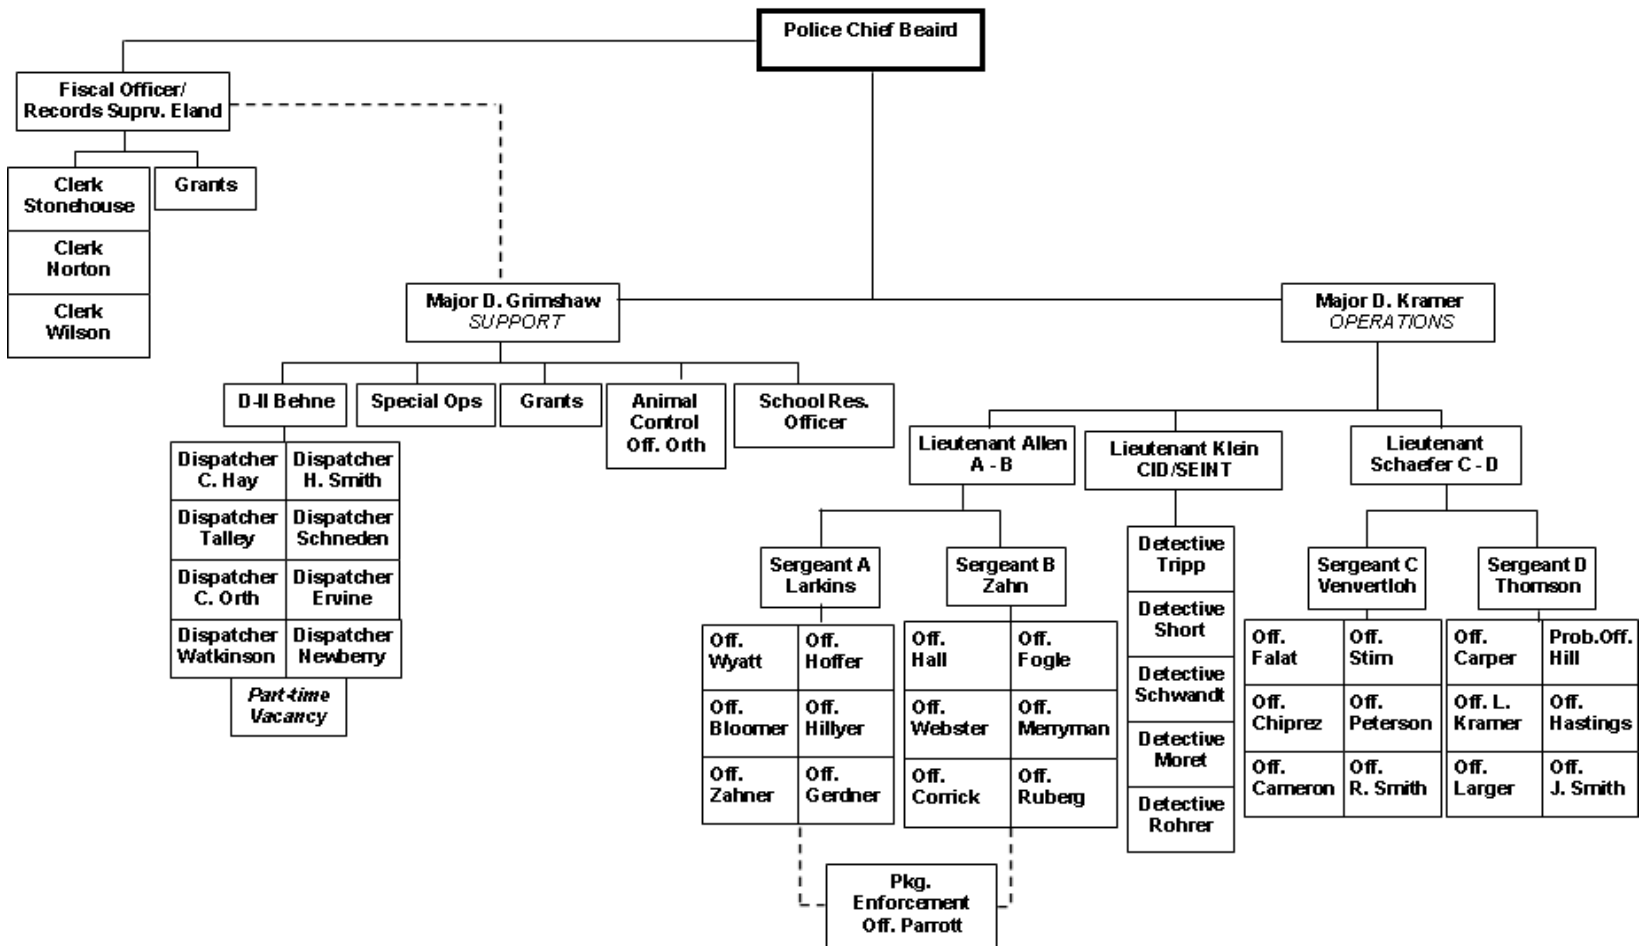 Police Chief Beaird
Fiscal Officer/
Records Suprv. Eland
Clerk
Stonehouse
Grants
Clerk
Norton
Clerk
Wilson
Major D. Grimshaw
SUPPORT
Major D. Kramer
OPERATIONS
D-II Behne
Special Ops
Grants
Animal
Control
Off. Orth
School Res.
Officer
Dispatcher
C. Hay
Dispatcher
H. Smith
Dispatcher
Talley
Dispatcher
Schneden
Dispatcher
C. Orth
Dispatcher
Ervine
Dispatcher
Watkinson
Dispatcher
Newberry
Part-time
Vacancy
Lieutenant Allen
A - B
Lieutenant Klein
CID/SEINT
Lieutenant
Schaefer C - D
Sergeant A
Larkins
Sergeant B
Zahn
Detective
Tripp
Detective
Short
Detective
Schwandt
Detective
Moret
Detective
Rohrer
Sergeant C
Venvertloh
Sergeant D
Thomson
Off.
Wyatt
Off.
Hoffer
Off.
Bloomer
Off.
Hillyer
Off.
Zahner
Off.
Gerdner
Off.
Hall
Off.
Fogle
Off.
Webster
Off.
Merryman
Off.
Corrick
Off.
Ruberg
Off.
Falat
Off.
Stirn
Off.
Chiprez
Off.
Peterson
Off.
Cameron
Off.
R. Smith
Off.
Carper
Prob.Off.
Hill
Off. L.
Kramer
Off.
Hastings
Off.
Larger
Off.
J. Smith
Pkg.
Enforcement
Off. Parrott